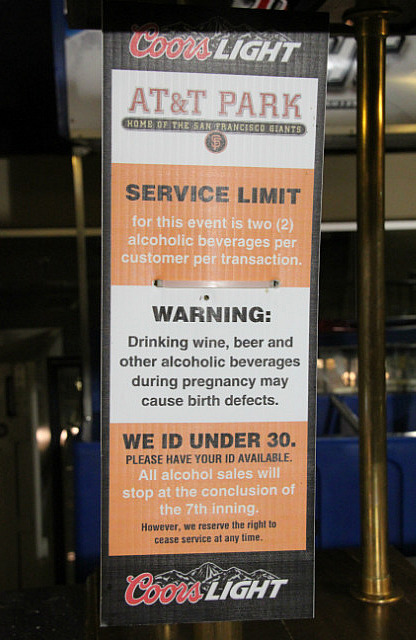 Coors LIGHT
AT&T PARK
HOME OF THE SAN FRANCISCO GIANTS
SF
SERVICE LIMIT
for this event is two (2)
alcoholic beverages per
customer per transaction.
WARNING:
Drinking wine, beer and
other alcoholic beverages
during pregnancy may
cause birth defects.
WE ID UNDER 30.
PLEASE HAVE YOUR ID AVAILABLE.
All alcohol sales will
stop at the conclusion of
the 7th inning.
However, we reserve the right to
cease service at any time.
Coors LIGHT